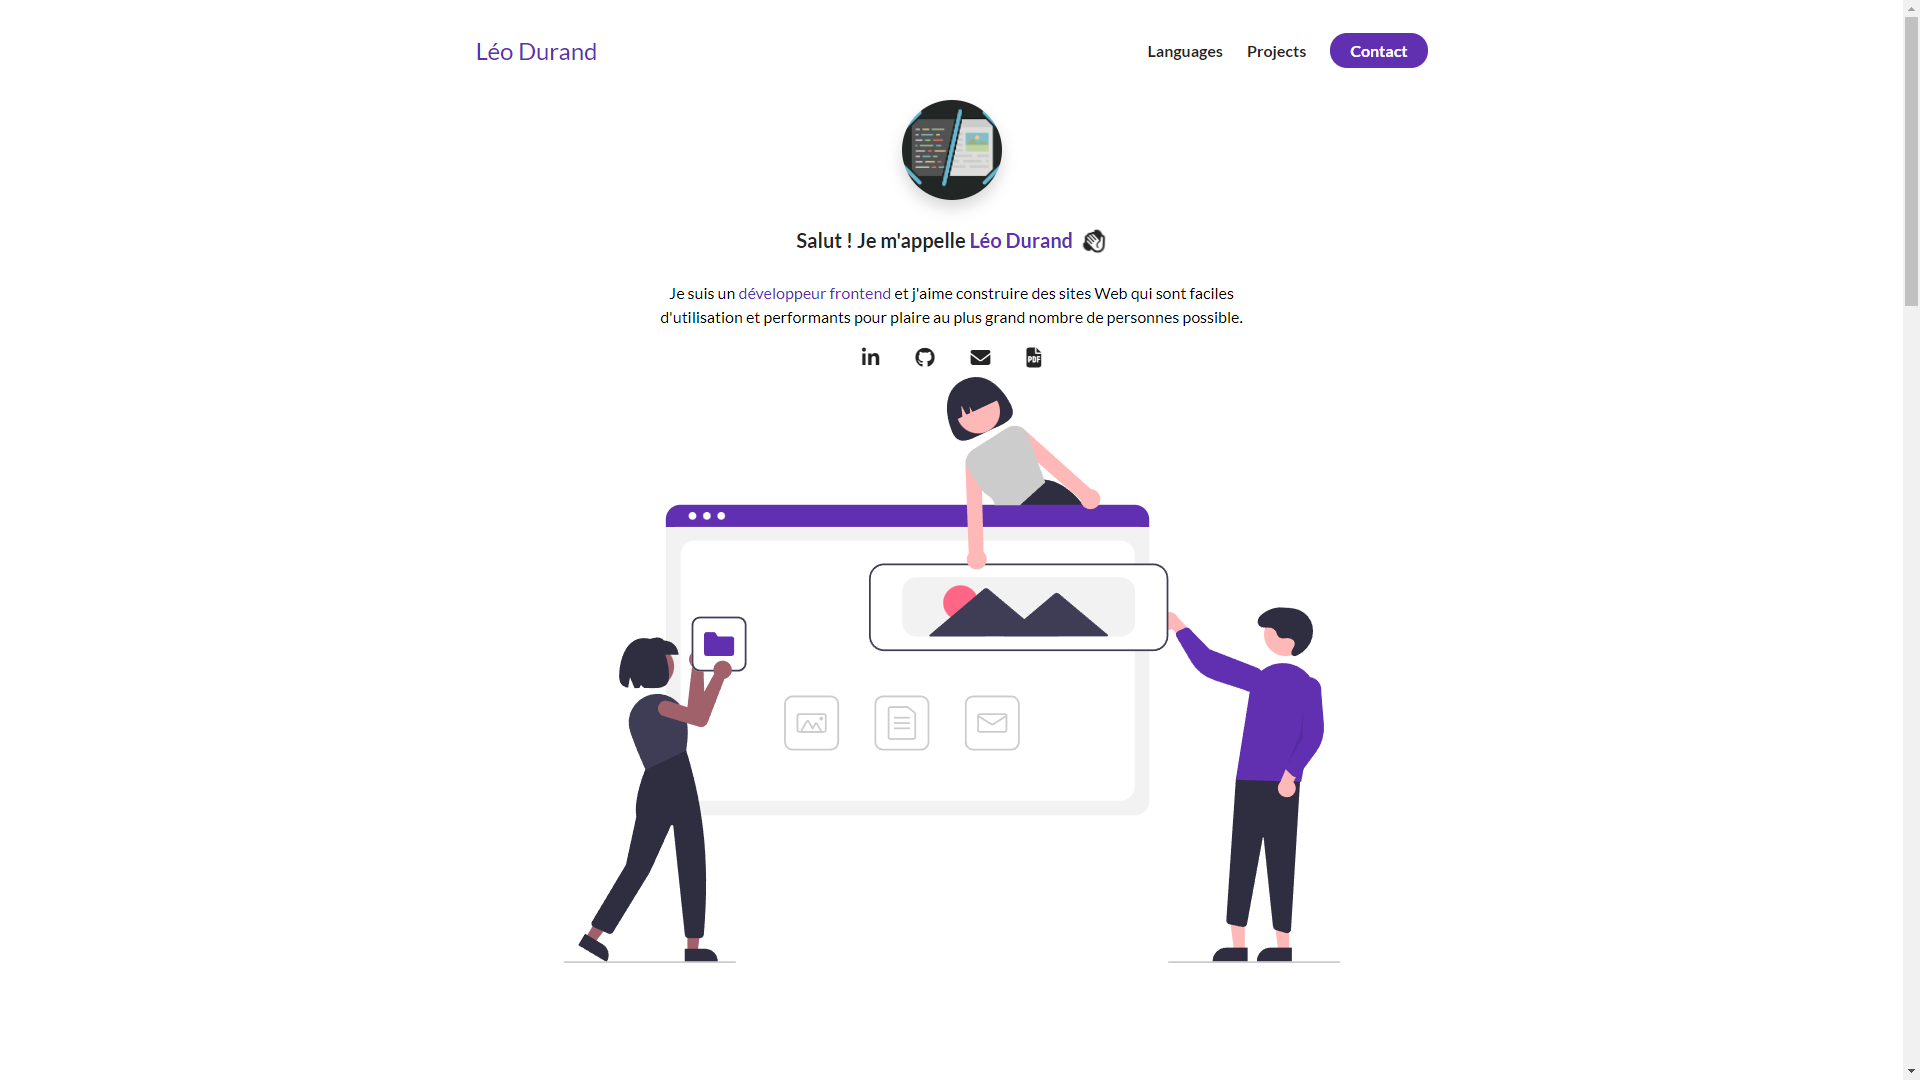 Léo Durand
Languages Projects Contact
Salut ! Je m'appelle Léo Durand
Je suis un développeur frontend et j'aime construire des sites Web qui sont faciles
d'utilisation et performants pour plaire au plus grand nombre de personnes possible.
PDF